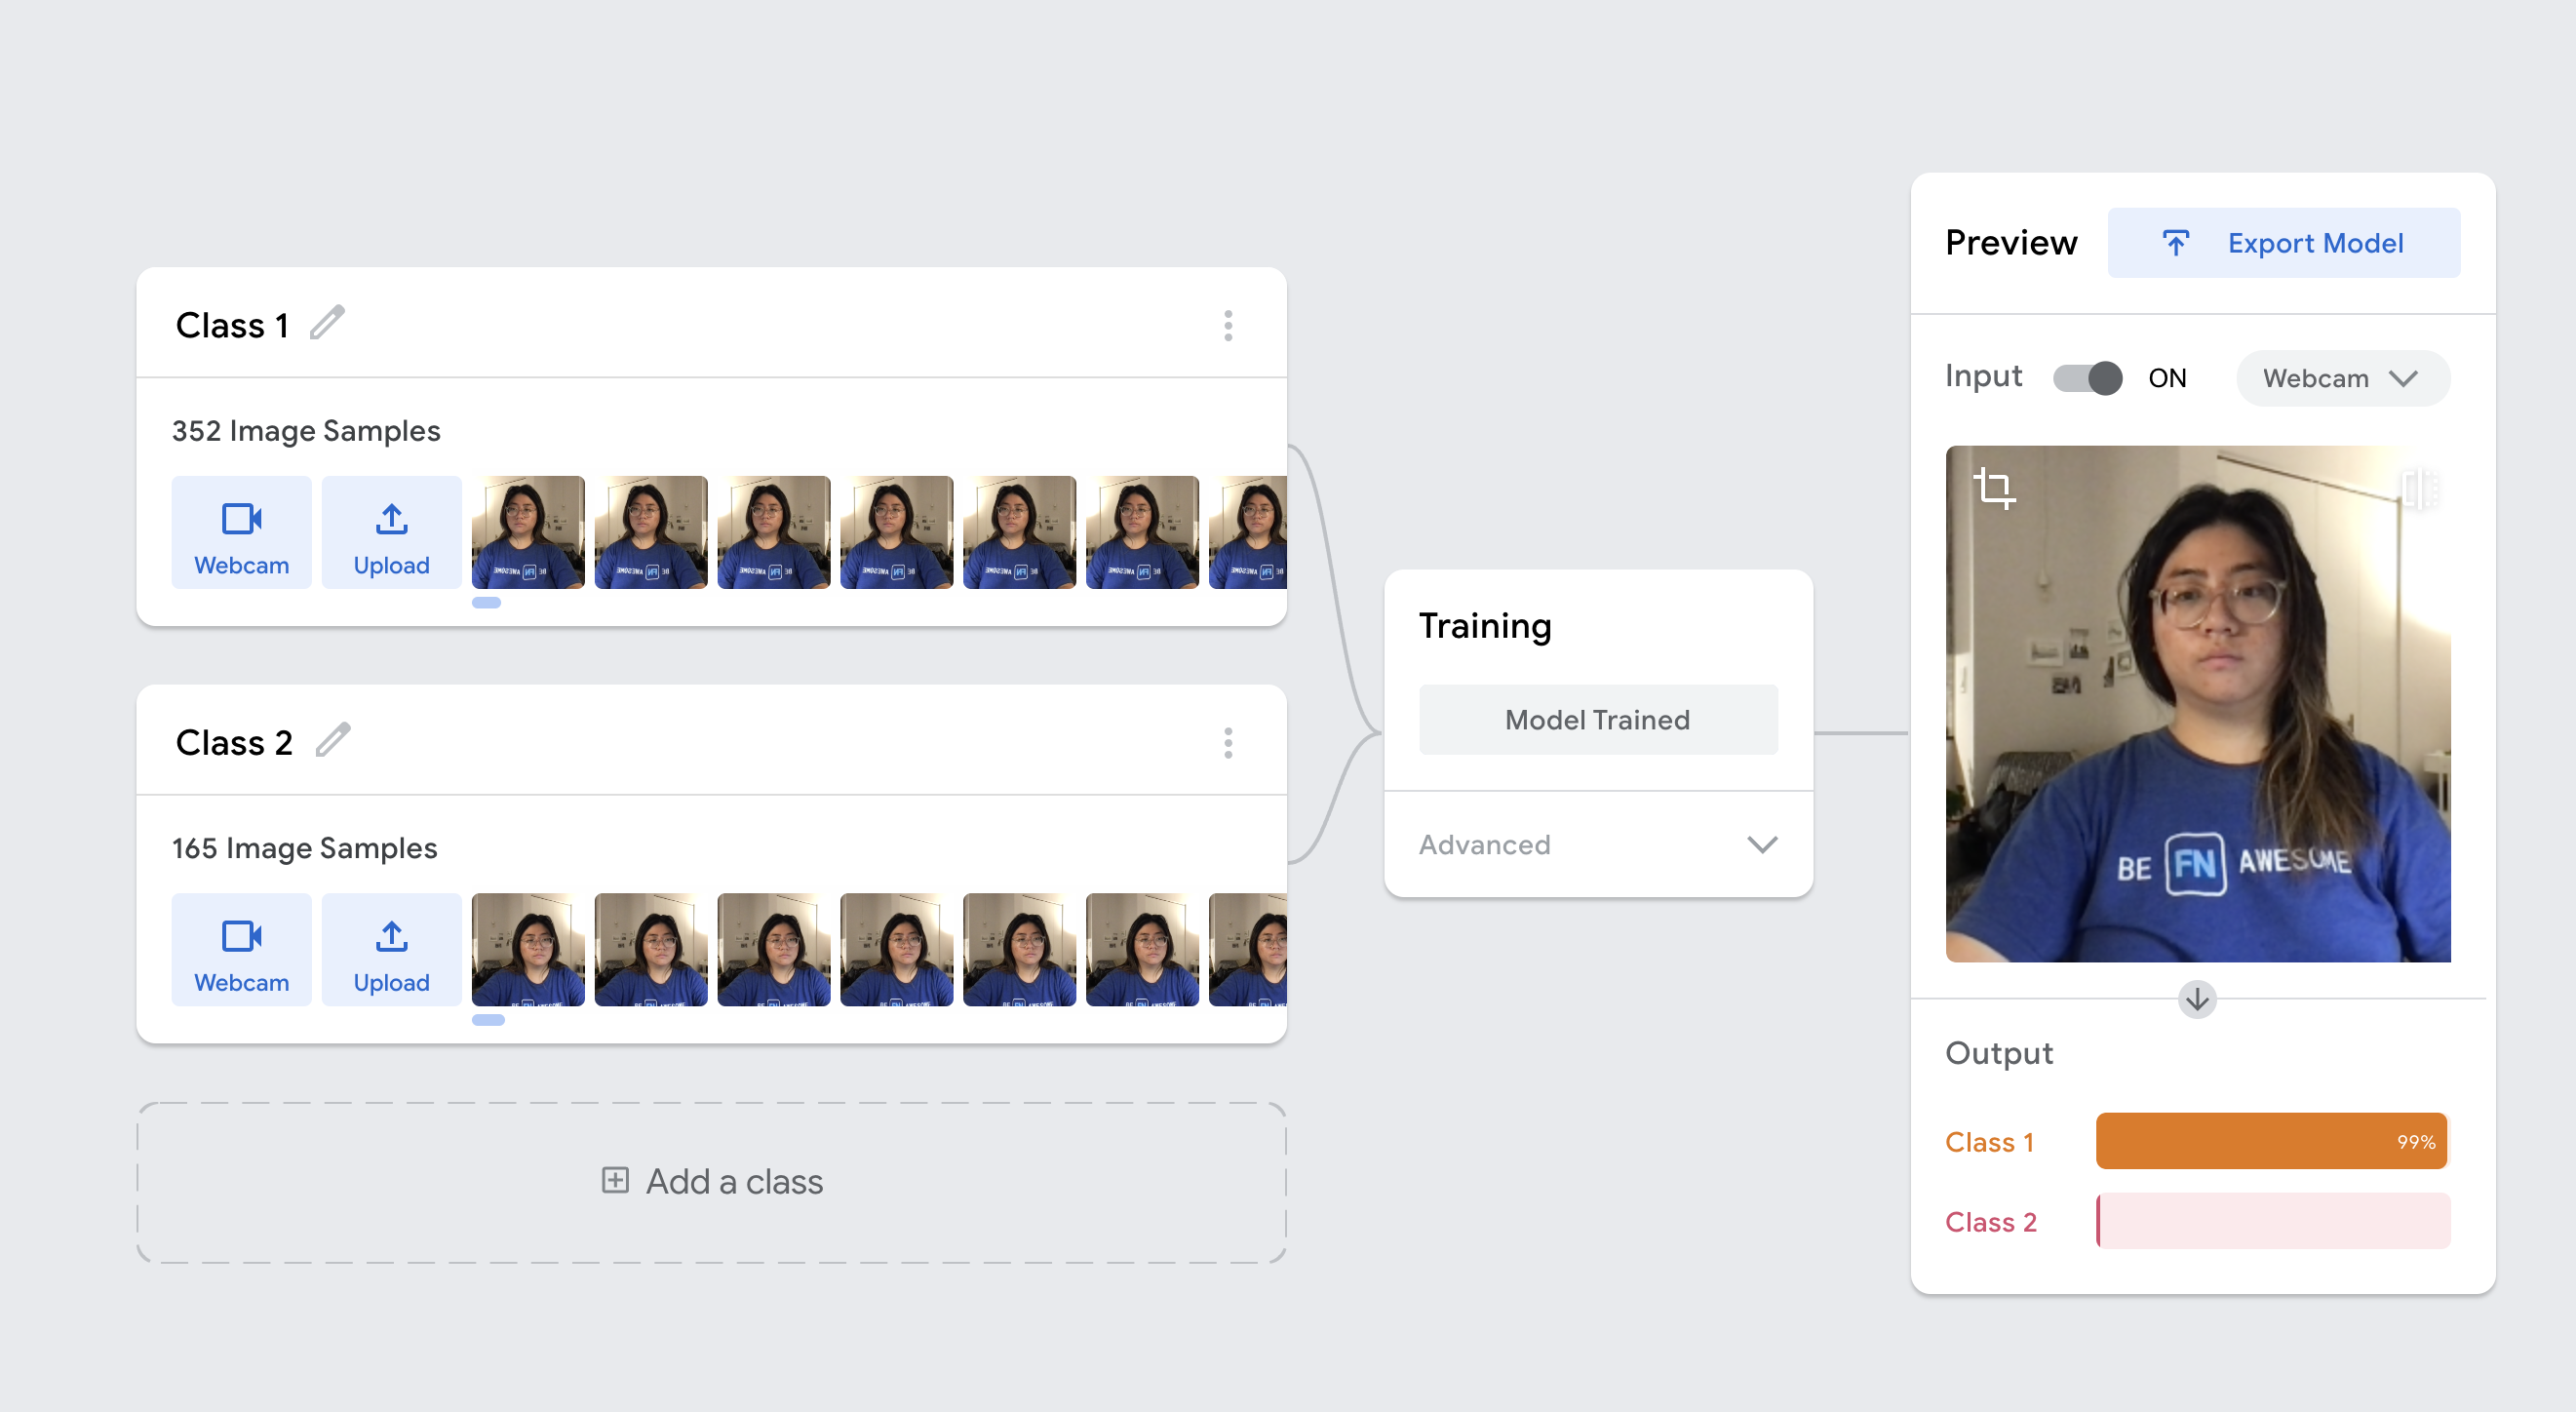 Class 1
352 Image Samples
Webcam
Upload
Class 2
165 Image Samples
Webcam
Upload
Add a class
Training
Model Trained
Advanced
Preview
Export Model
Input
ON
Webcam
BE FN AWESOME
Output
Class 1
99%
Class 2